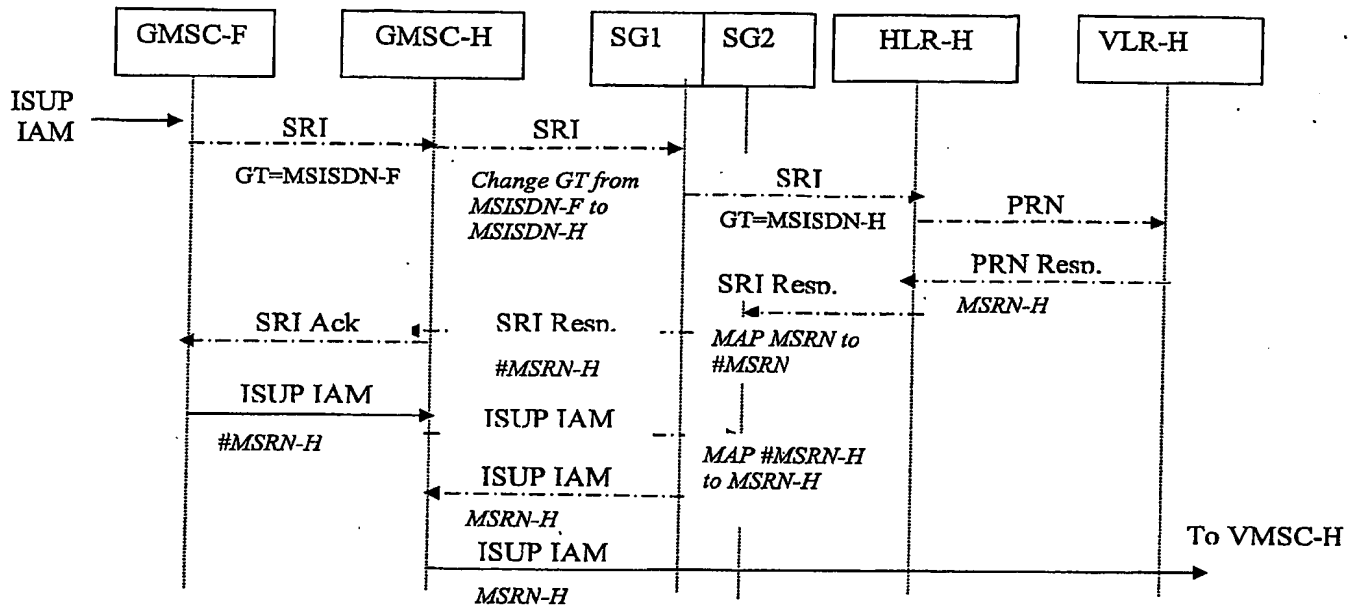 GMSC-F GMSC-H SG1 SG2 HLR-H VLR-H
ISUP
IAM
SRI SRI
GT=MSISDN-F
Change GT from
MSISDN-F to
MSISDN-H
SRI
GT=MSISDN-H
PRN
PRN Resp.
MSRN-H
SRI Resp.
MAP MSRN to
#MSRN
SRI Resp.
#MSRN-H
SRI Ack
ISUP IAM
#MSRN-H
ISUP IAM
MAP #MSRN-H
to MSRN-H
ISUP IAM
MSRN-H
ISUP IAM
MSRN-H
To VMSC-H